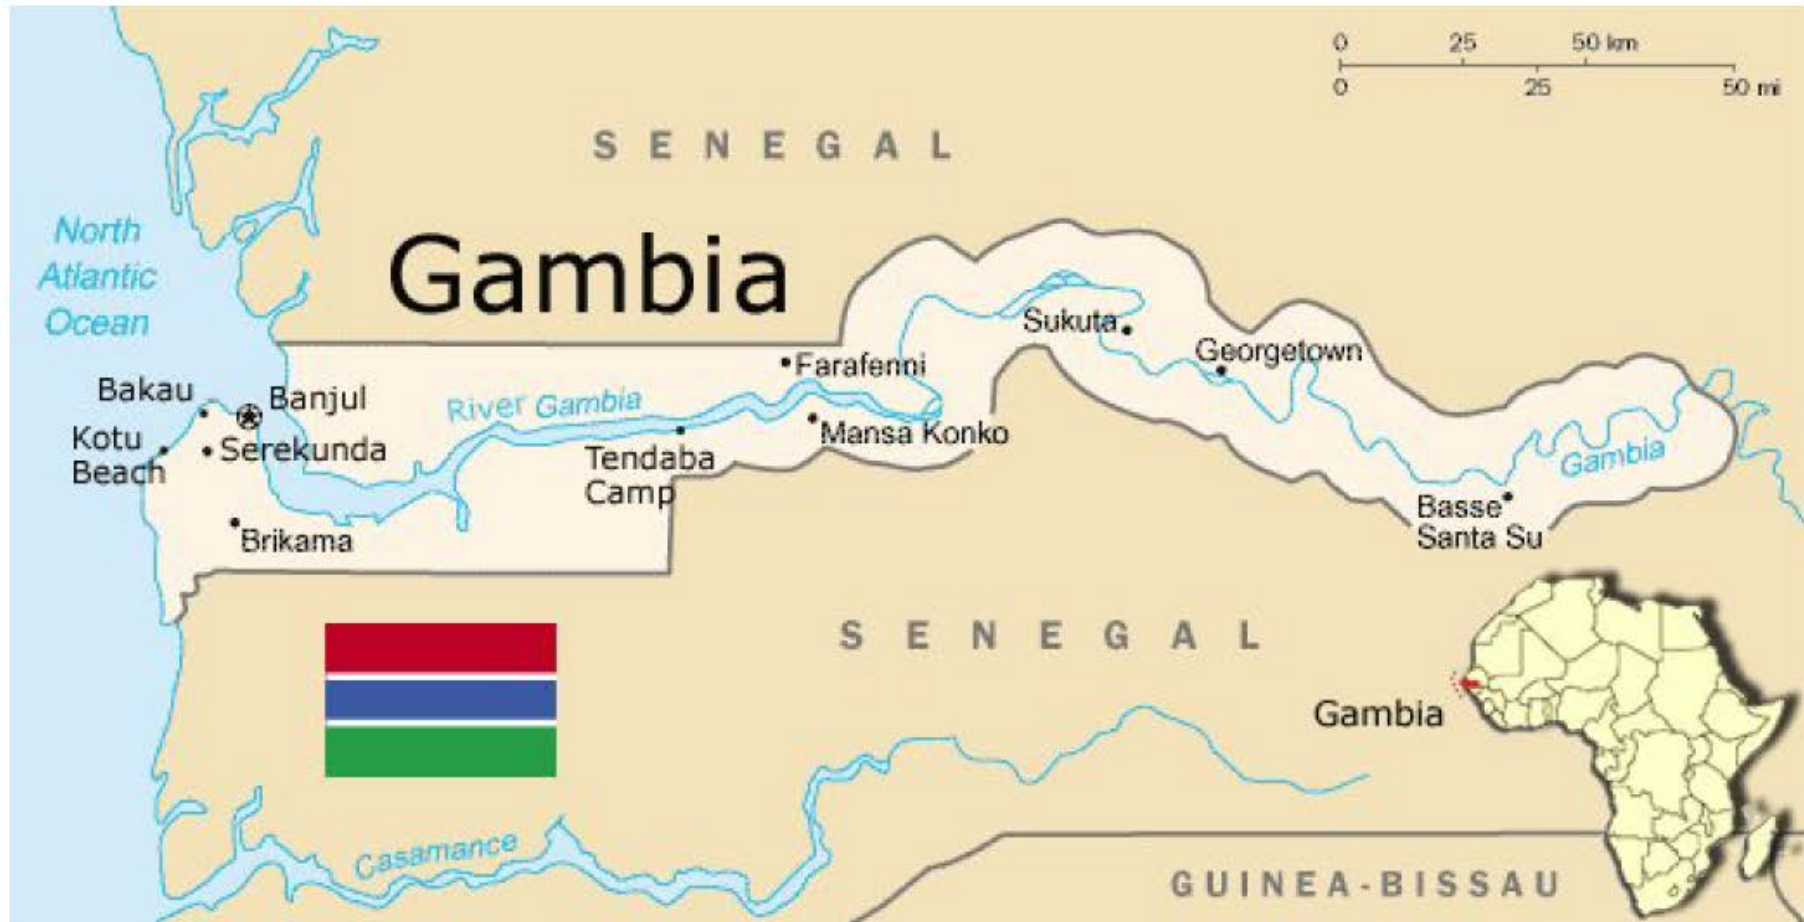 0 25 50 km
0 25 50 mi
SENEGAL
North
Atlantic
Ocean
Gambia
Sukuta
Georgetown
Farafenni
Bakau
Banjul
River Gambia
Kotu
Beach
Serekunda
Mansa Konko
Tendaba
Camp
Gambia
Basse
Santa Su
Brikama
SENEGAL
Gambia
Casamance
GUINEA-BISSAU